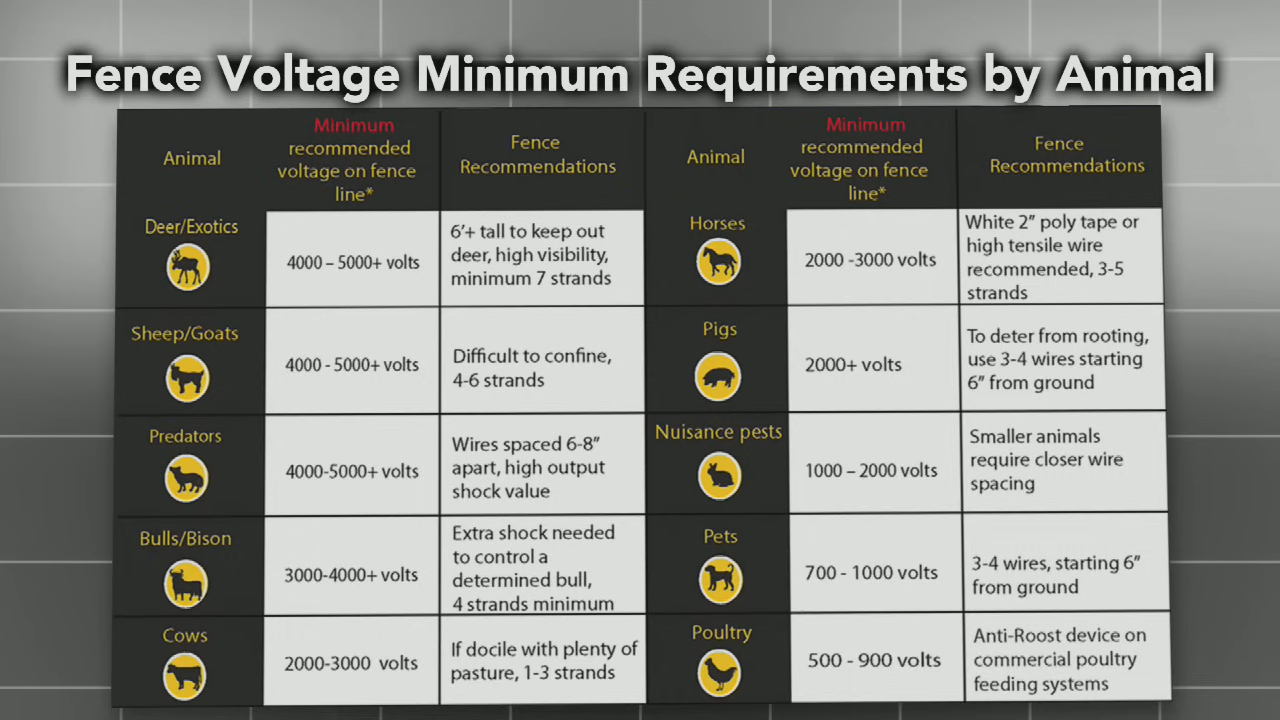 Fence Voltage Minimum Requirements by Animal
Animal
Minimum
recommended
voltage on fence
line*
Fence
Recommendations
Animal
Minimum
recommended
voltage on fence
line*
Fence
Recommendations
Deer/Exotics
4000 – 5000+ volts
6'+ tall to keep out
deer, high visibility,
minimum 7 strands
Horses
2000 -3000 volts
White 2" poly tape or
high tensile wire
recommended, 3-5
strands
Sheep/Goats
4000 - 5000+ volts
Difficult to confine,
4-6 strands
Pigs
2000+ volts
To deter from rooting,
use 3-4 wires starting
6" from ground
Predators
4000-5000+ volts
Wires spaced 6-8"
apart, high output
shock value
Nuisance pests
1000 – 2000 volts
Smaller animals
require closer wire
spacing
Bulls/Bison
3000-4000+ volts
Extra shock needed
to control a
determined bull,
4 strands minimum
Pets
700 - 1000 volts
3-4 wires, starting 6"
from ground
Cows
2000-3000 volts
If docile with plenty of
pasture, 1-3 strands
Poultry
500 - 900 volts
Anti-Roost device on
commercial poultry
feeding systems